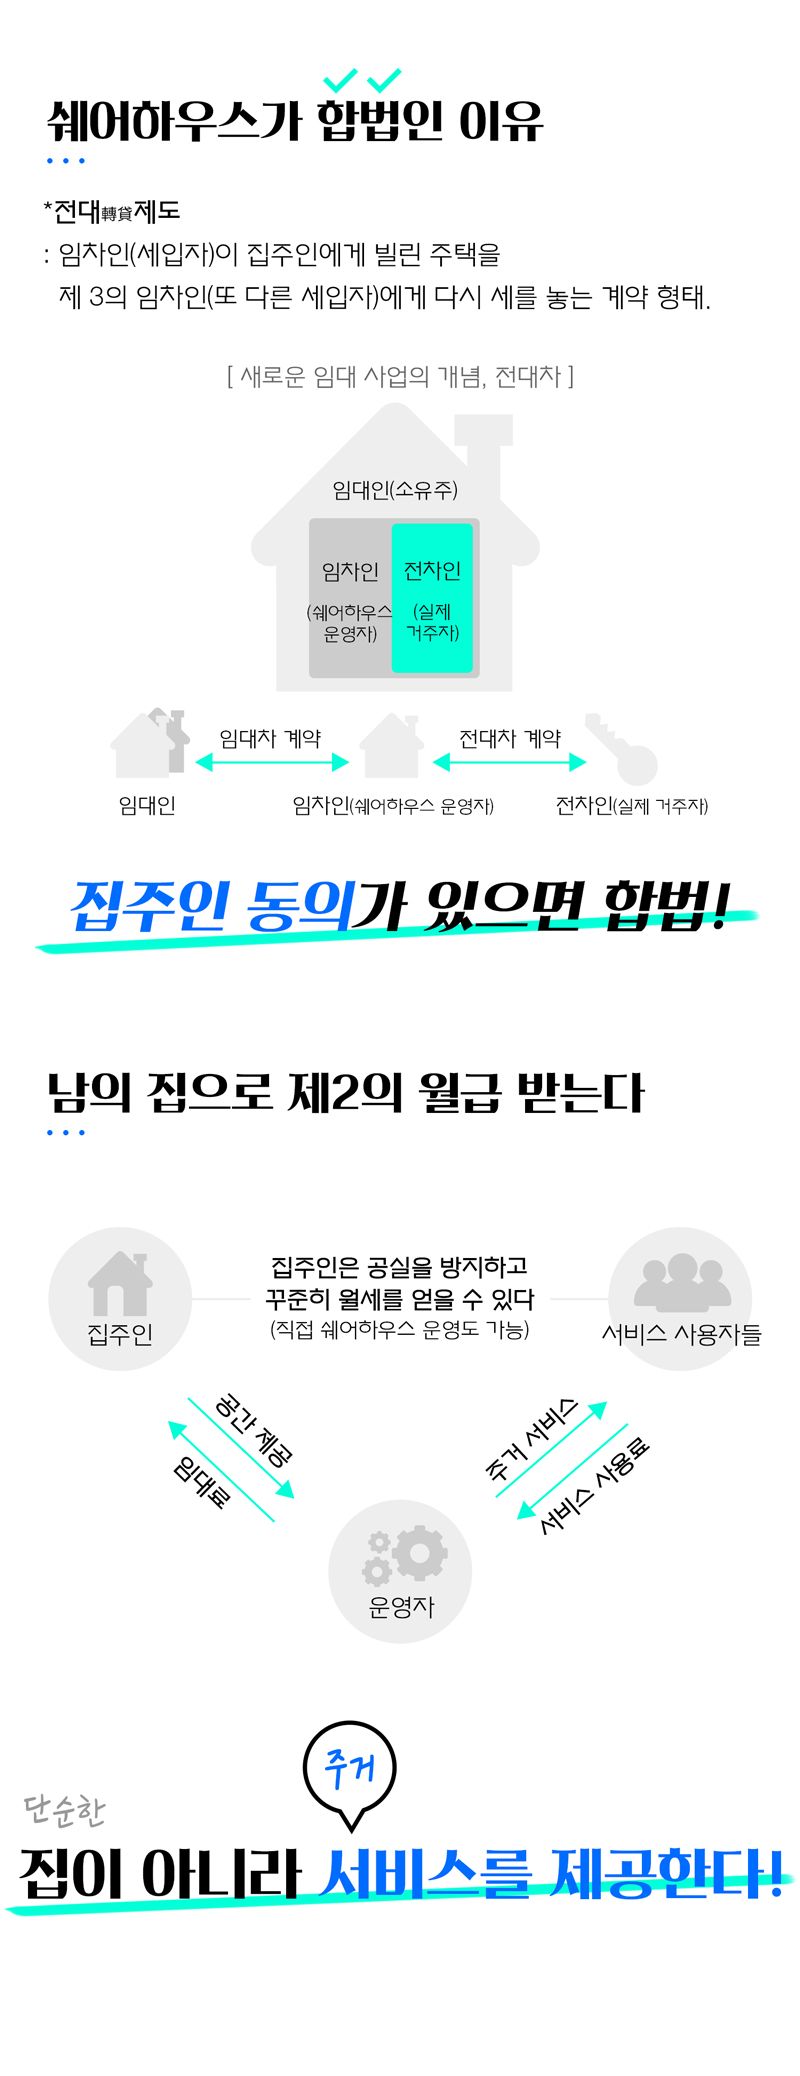 쉐어하우스가 합법인 이유
*전대轉貸제도
: 임차인(세입자)이 집주인에게 빌린 주택을
제 3의 임차인(또 다른 세입자)에게 다시 세를 놓는 계약 형태.
[ 새로운 임대 사업의 개념, 전대차 ]
임대인(소유주)
임차인
(쉐어하우스
운영자)
전차인
(실제
거주자)
임대차 계약
전대차 계약
임대인
임차인(쉐어하우스 운영자)
전차인(실제 거주자)
집주인 동의가 있으면 합법!
남의 집으로 제2의 월급 받는다
집주인
집주인은 공실을 방지하고
꾸준히 월세를 얻을 수 있다
(직접 쉐어하우스 운영도 가능)
서비스 사용자들
공간 제공
임대료
주거 서비스
서비스 사용료
운영자
주거
단순한
집이 아니라 서비스를 제공한다!